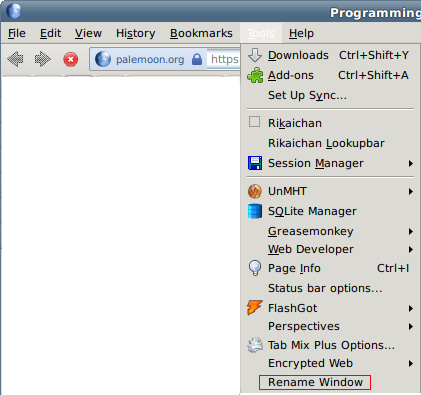 Programming
File Edit View History Bookmarks Tools Help
palemoon.org https
Downloads Ctrl+Shift+Y
Add-ons Ctrl+Shift+A
Set Up Sync...
Rikaichan
Rikaichan Lookupbar
Session Manager
UnMHT
SQLite Manager
Greasemonkey
Web Developer
Page Info Ctrl+I
Status bar options...
FlashGot
Perspectives
Tab Mix Plus Options...
Encrypted Web
Rename Window